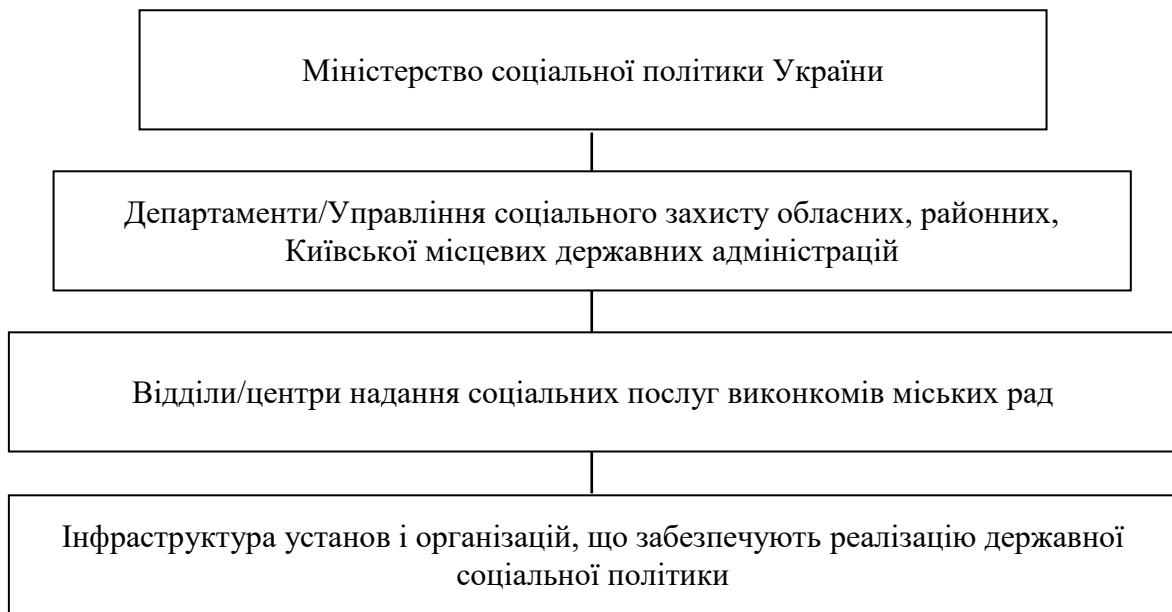 Міністерство соціальної політики України
Департаменти/Управління соціального захисту обласних, районних,
Київської місцевих державних адміністрацій
Відділи/центри надання соціальних послуг виконкомів міських рад
Інфраструктура установ і організацій, що забезпечують реалізацію державної
соціальної політики